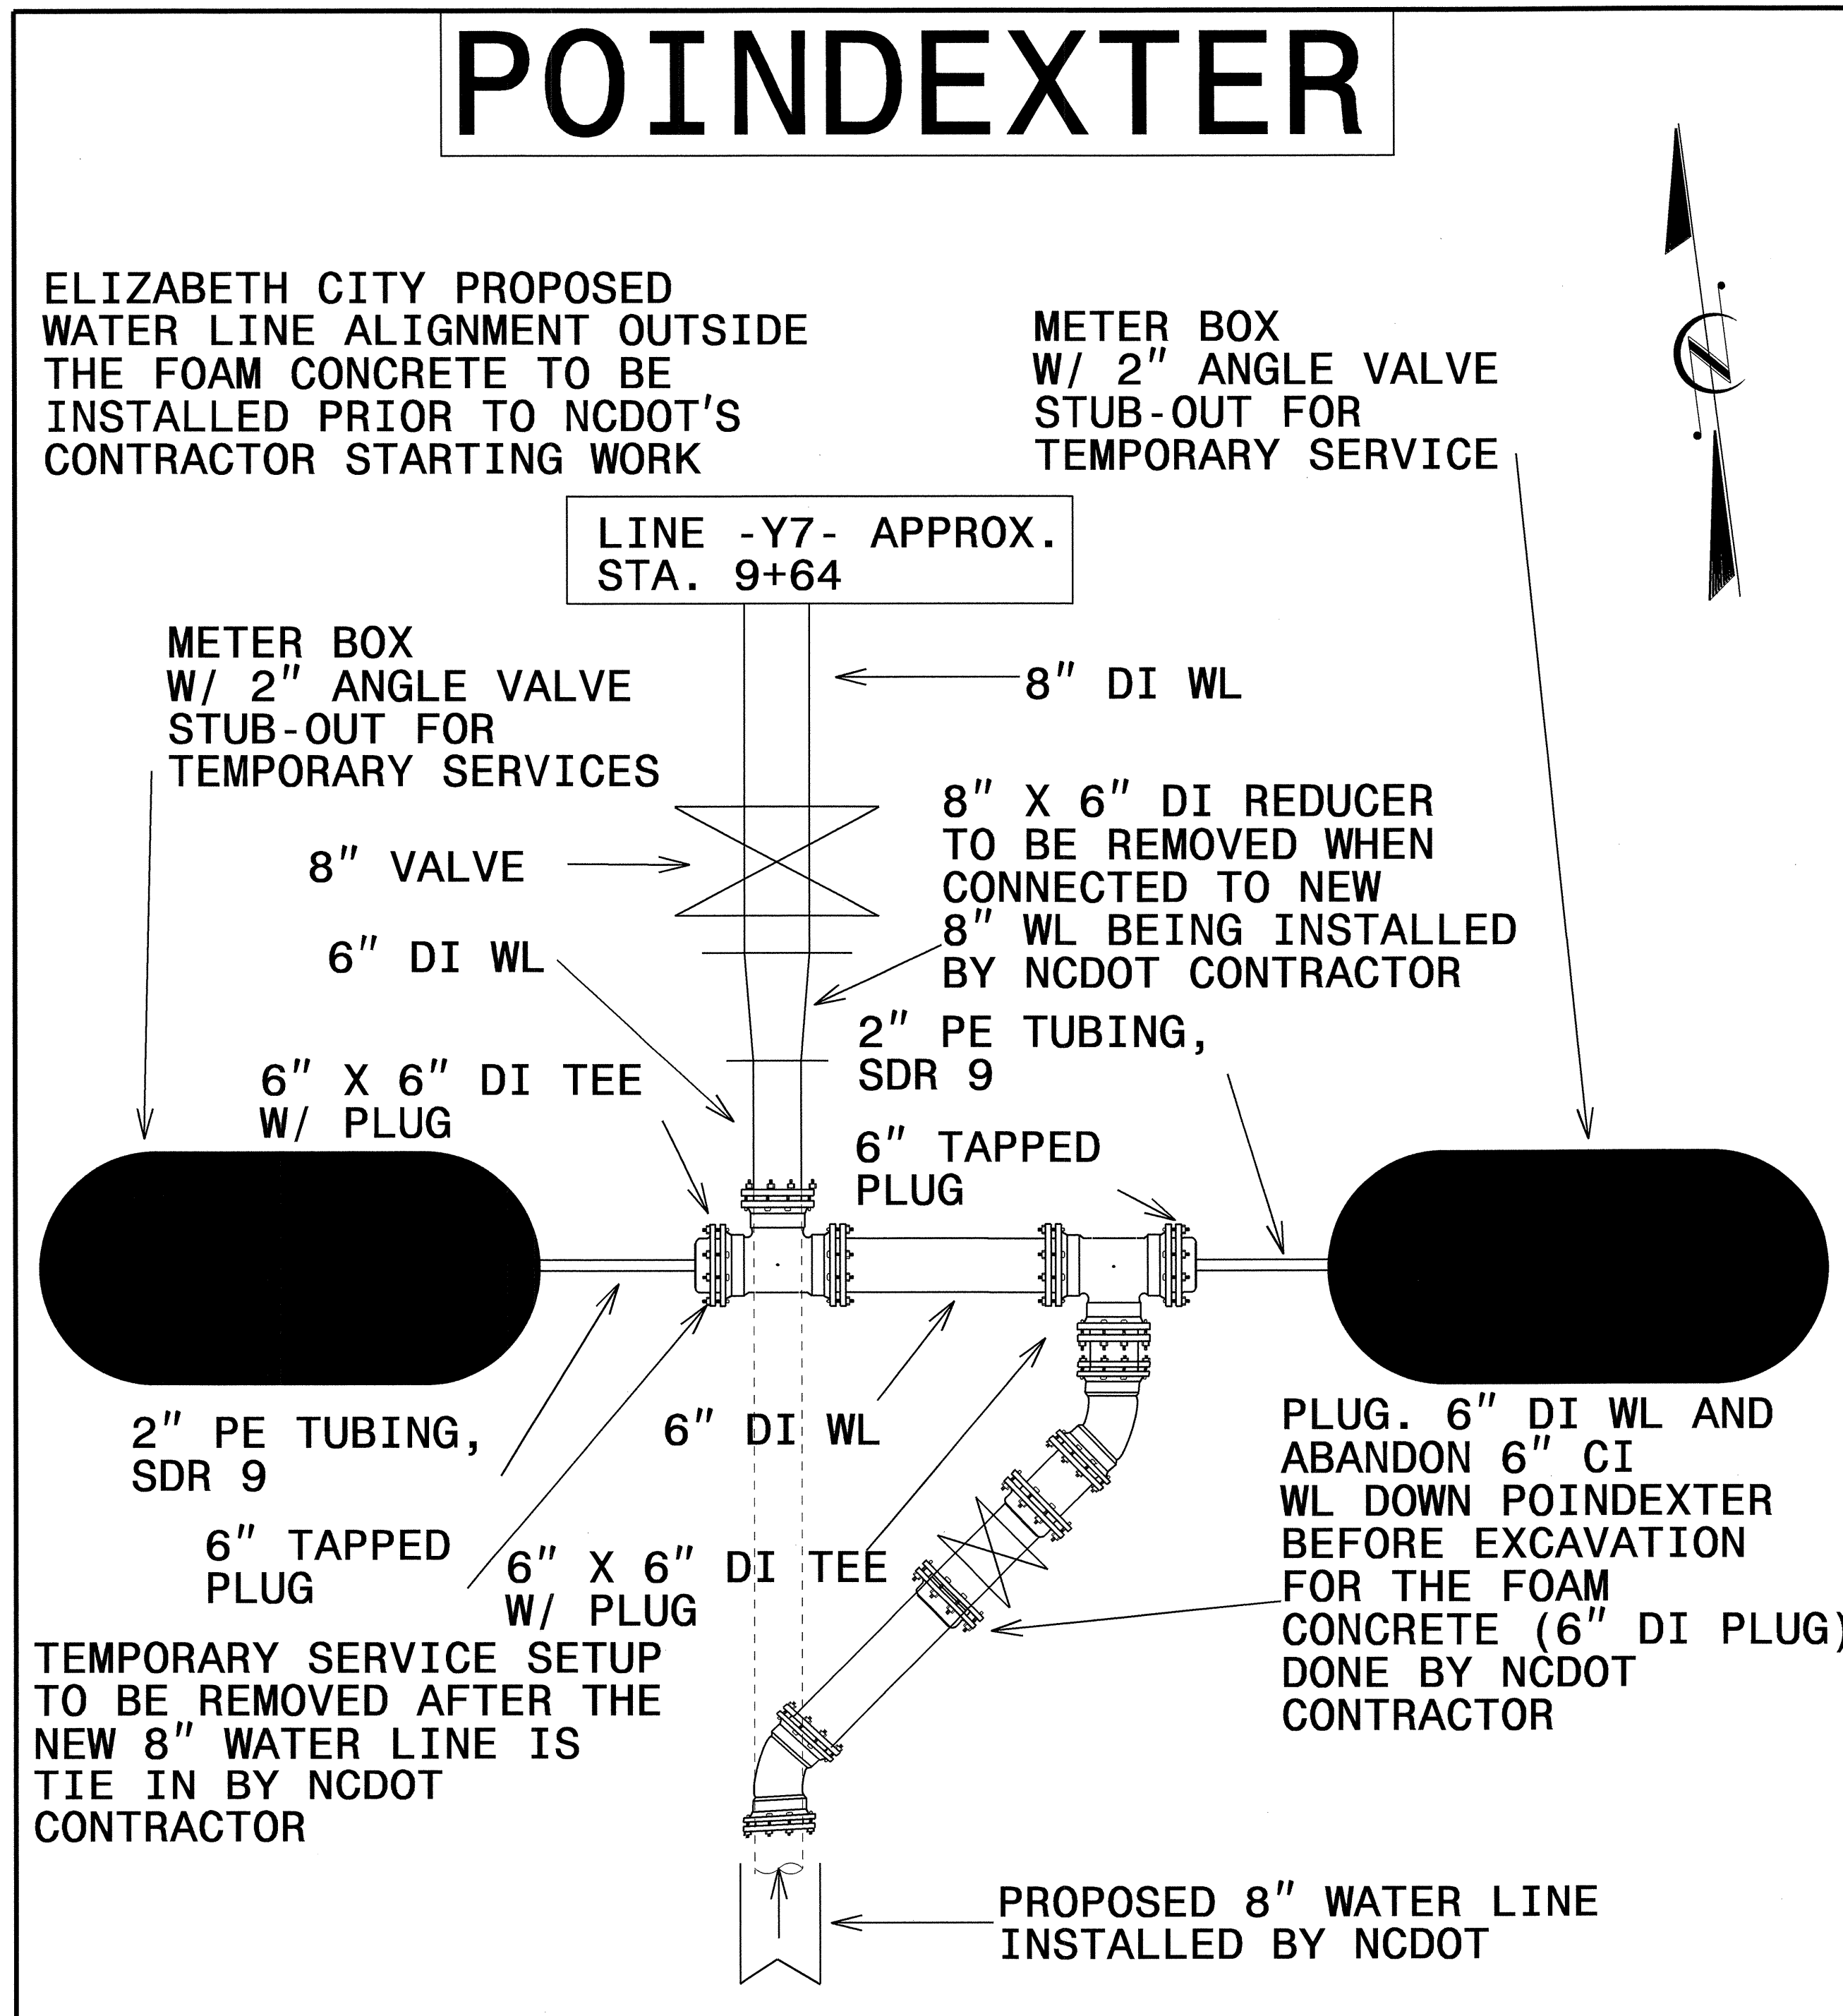 POINDEXTER
ELIZABETH CITY PROPOSED
WATER LINE ALIGNMENT OUTSIDE
THE FOAM CONCRETE TO BE
INSTALLED PRIOR TO NCDOT'S
CONTRACTOR STARTING WORK
METER BOX
W/ 2" ANGLE VALVE
STUB-OUT FOR
TEMPORARY SERVICE
LINE -Y7- APPROX.
STA. 9+64
METER BOX
W/ 2" ANGLE VALVE
STUB-OUT FOR
TEMPORARY SERVICES
8" DI WL
8" VALVE
8" X 6" DI REDUCER
TO BE REMOVED WHEN
CONNECTED TO NEW
8" WL BEING INSTALLED
BY NCDOT CONTRACTOR
6" DI WL
2" PE TUBING,
SDR 9
6" X 6" DI TEE
W/ PLUG
6" TAPPED
PLUG
2" PE TUBING,
SDR 9
6" DI WL
6" TAPPED
PLUG
6" X 6" DI TEE
W/ PLUG
PLUG. 6" DI WL AND
ABANDON 6" CI
WL DOWN POINDEXTER
BEFORE EXCAVATION
FOR THE FOAM
CONCRETE (6" DI PLUG)
DONE BY NCDOT
CONTRACTOR
TEMPORARY SERVICE SETUP
TO BE REMOVED AFTER THE
NEW 8" WATER LINE IS
TIE IN BY NCDOT
CONTRACTOR
PROPOSED 8" WATER LINE
INSTALLED BY NCDOT